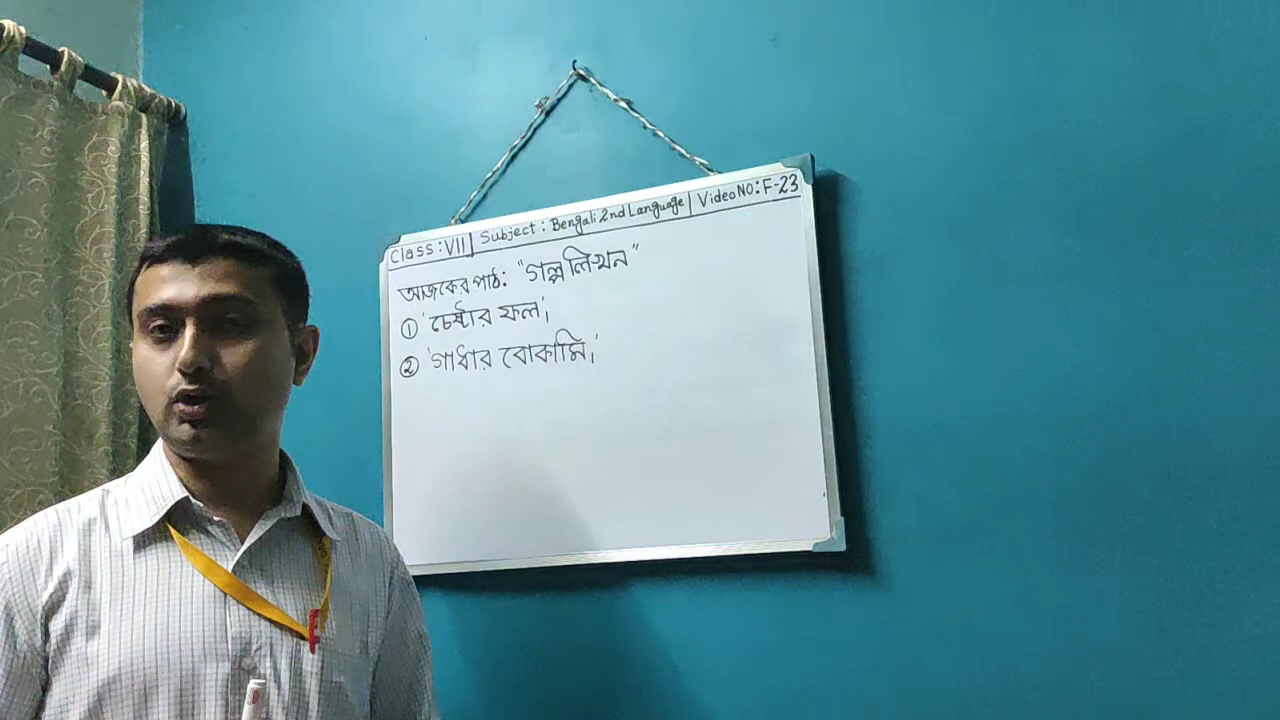 Class: VII | Subject: Bengali 2nd Language | Video NO: F-23
আজকের পাঠ: "গল্প লিখন"
① 'চেষ্টার ফল'।
② 'গাধার বোকামি।'